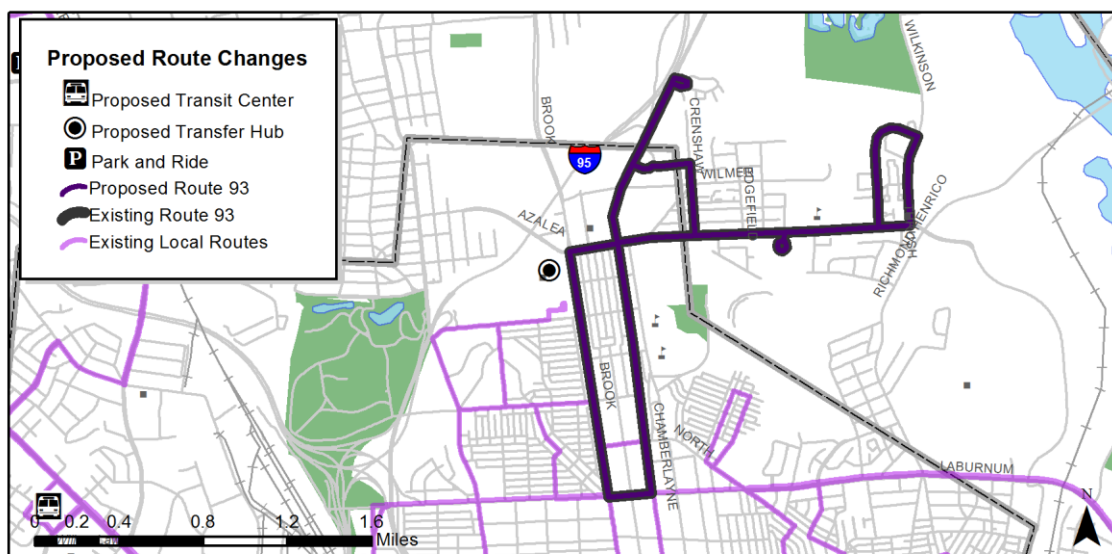 Proposed Route Changes
Proposed Transit Center
Proposed Transfer Hub
P Park and Ride
Proposed Route 93
Existing Route 93
Existing Local Routes
WILKINSON
BROOK
CRENSHAW
95
WILMER
EDGEFIELD
AZALEA
RICHMOND HENRICO
BROOK
CHAMBERLAYNE
NORTH
LABURNUM
N
0 0.2 0.4 0.8 1.2 1.6
Miles